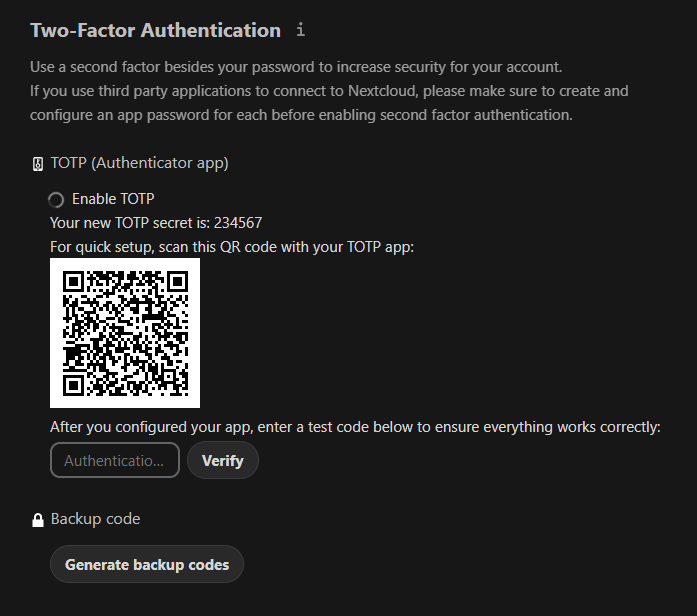 Two-Factor Authentication i
Use a second factor besides your password to increase security for your account.
If you use third party applications to connect to Nextcloud, please make sure to create and
configure an app password for each before enabling second factor authentication.
TOTP (Authenticator app)
Enable TOTP
Your new TOTP secret is: 234567
For quick setup, scan this QR code with your TOTP app:
After you configured your app, enter a test code below to ensure everything works correctly:
Authenticatio... Verify
Backup code
Generate backup codes